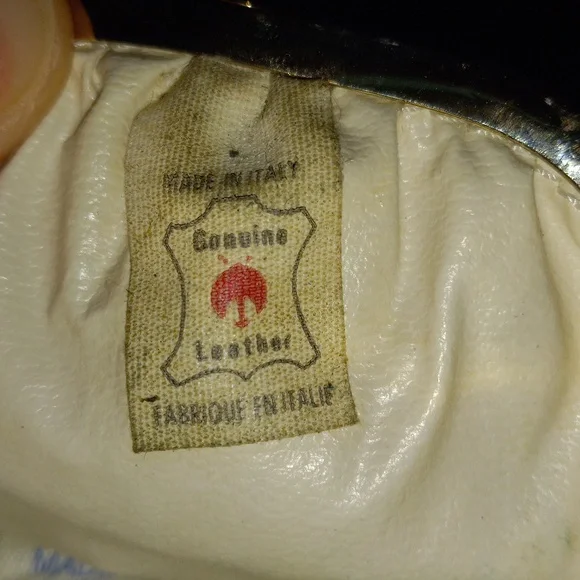 MADE IN ITALY
Genuine
Leather
FABRIQUE EN ITALIE